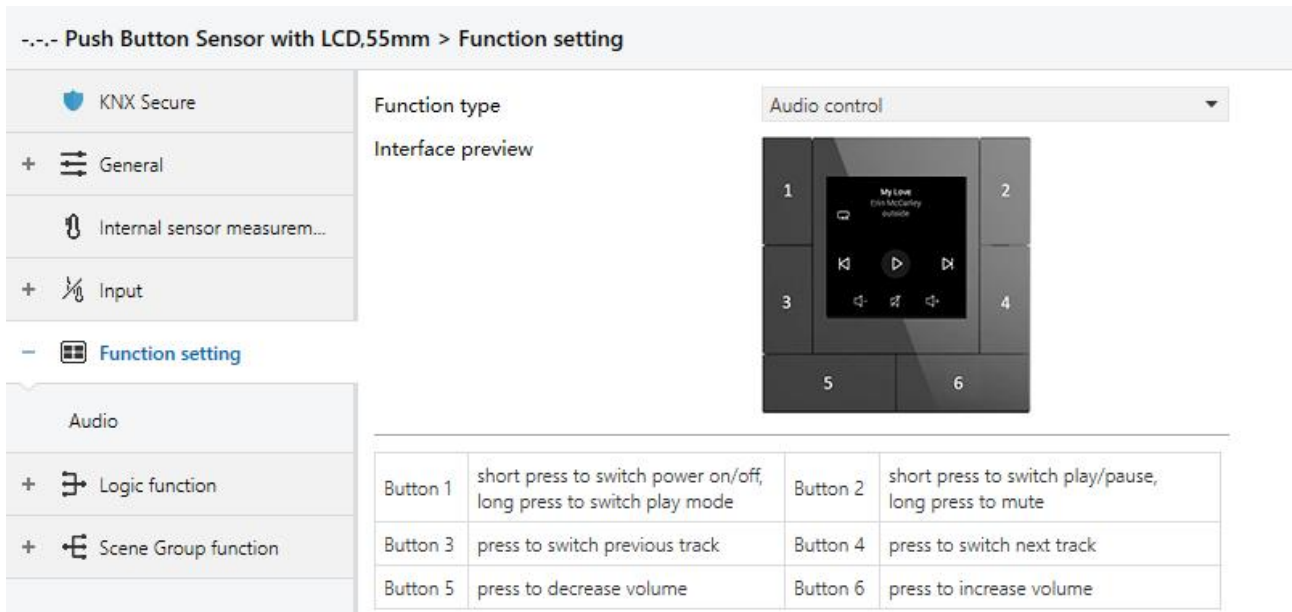 -.-.- Push Button Sensor with LCD,55mm > Function setting
KNX Secure
+ General
Internal sensor measurem...
+ Input
- Function setting
Audio
+ Logic function
+ Scene Group function
Function type
Audio control
Interface preview
1
2
My Love
Erin McCarley
outside
3
4
5
6
Button 1
short press to switch power on/off,
long press to switch play mode
Button 2
short press to switch play/pause,
long press to mute
Button 3
press to switch previous track
Button 4
press to switch next track
Button 5
press to decrease volume
Button 6
press to increase volume